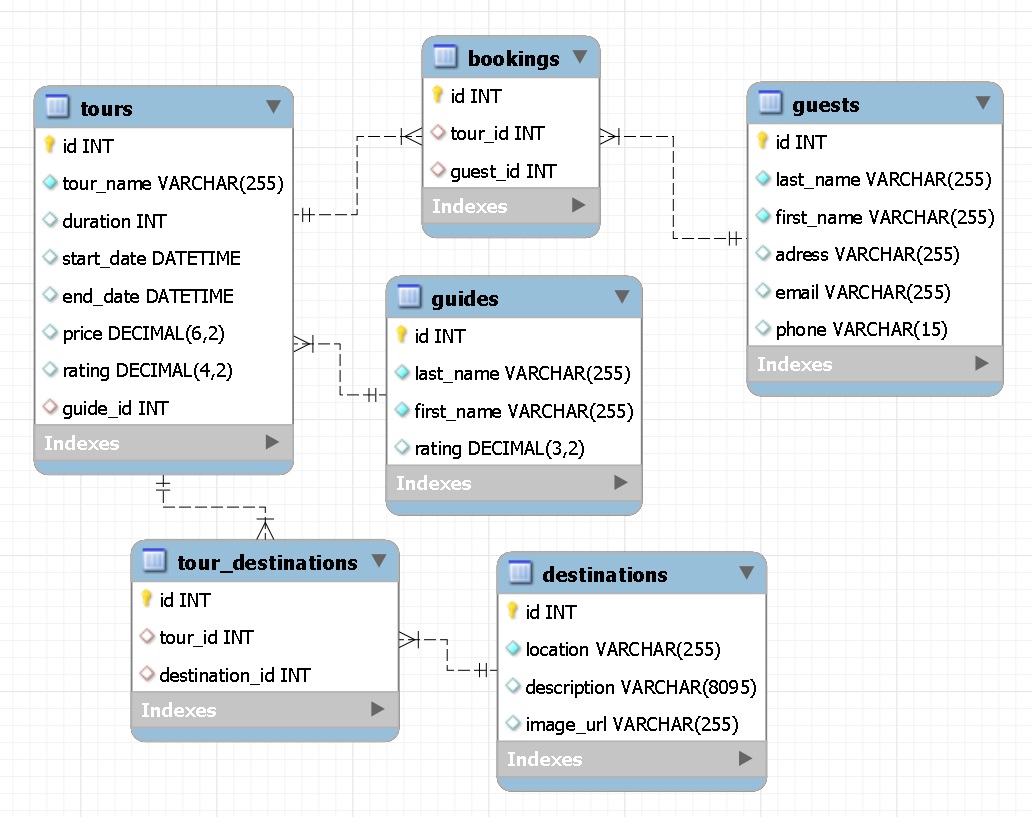 tours
id INT
tour_name VARCHAR(255)
duration INT
start_date DATETIME
end_date DATETIME
price DECIMAL(6,2)
rating DECIMAL(4,2)
guide_id INT
Indexes
bookings
id INT
tour_id INT
guest_id INT
Indexes
guests
id INT
last_name VARCHAR(255)
first_name VARCHAR(255)
adress VARCHAR(255)
email VARCHAR(255)
phone VARCHAR(15)
Indexes
guides
id INT
last_name VARCHAR(255)
first_name VARCHAR(255)
rating DECIMAL(3,2)
Indexes
tour_destinations
id INT
tour_id INT
destination_id INT
Indexes
destinations
id INT
location VARCHAR(255)
description VARCHAR(8095)
image_url VARCHAR(255)
Indexes